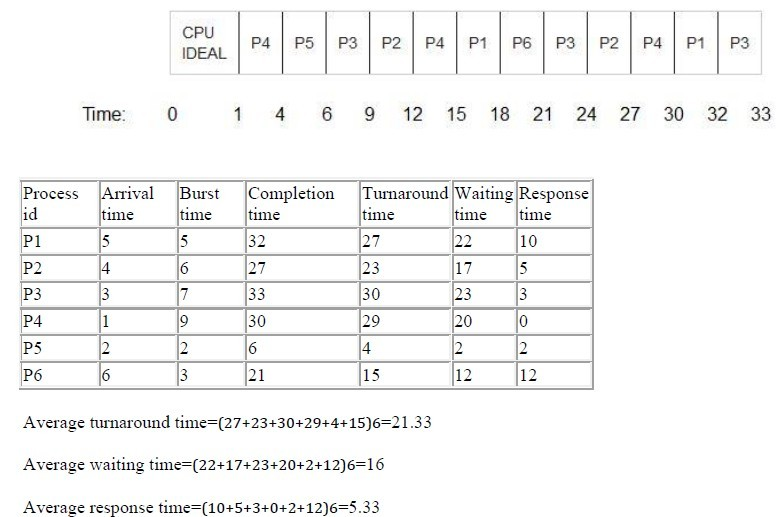 CPU IDEAL P4 P5 P3 P2 P4 P1 P6 P3 P2 P4 P1 P3
Time: 0 1 4 6 9 12 15 18 21 24 27 30 32 33
Process id Arrival time Burst time Completion time Turnaround time Waiting time Response time
P1 5 5 32 27 22 10
P2 4 6 27 23 17 5
P3 3 7 33 30 23 3
P4 1 9 30 29 20 0
P5 2 2 6 4 2 2
P6 6 3 21 15 12 12
Average turnaround time=(27+23+30+29+4+15)6=21.33
Average waiting time=(22+17+23+20+2+12)6=16
Average response time=(10+5+3+0+2+12)6=5.33